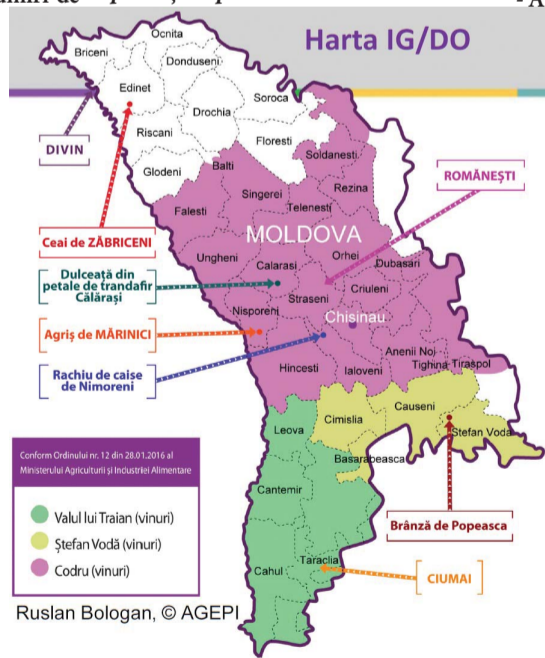 Harta IG/DO
Ocnita
Briceni
Donduseni
Edinet
Soroca
Drochia
DIVIN
Riscani
Floresti
Soldanesti
Glodeni
Balti
ROMÂNEȘTI
Rezina
Singerei
Telenesti
Falesti
MOLDOVA
Ceai de ZĂBRICENI
Orhei
Ungheni
Dubasari
Calarasi
Dulceață din
petale de trandafir
Călărași
Criuleni
Straseni
Nisporeni
Chisinau
Agriș de MĂRINICI
Anenii Noi
Tighina
Tiraspol
Rachiu de caise
de Nimoreni
Hincesti
Ialoveni
Causeni
Cimislia
Leova
Stefan Voda
Conform Ordinului nr. 12 din 28.01.2016 al
Ministerului Agriculturii și Industriei Alimentare
Basarabeasca
Cantemir
Valul lui Traian (vinuri)
Ștefan Vodă (vinuri)
Codru (vinuri)
Brânză de Popeasca
Taraclia
Cahul
CIUMAI
Ruslan Bologan, © AGEPI